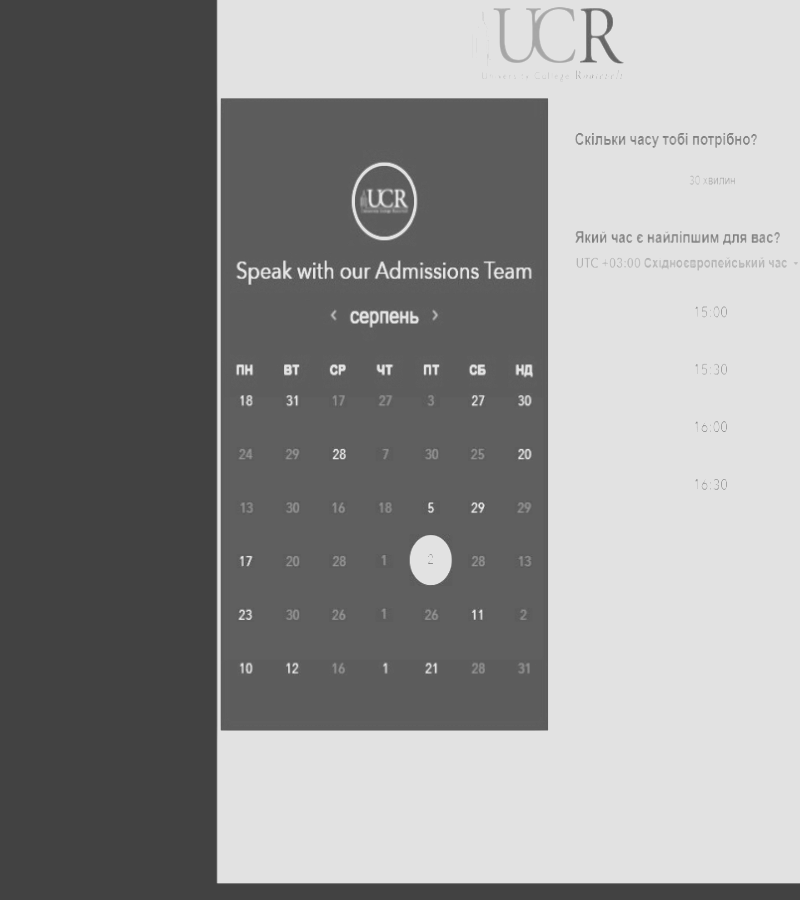 UCR
University College Roosevelt
UCR
Speak with our Admissions Team
‹ серпень ›
ПН ВТ СР ЧТ ПТ СБ НД
18 31 17 27 3 27 30
24 29 28 7 30 25 20
13 30 16 18 5 29 29
17 20 28 1 2 28 13
23 30 26 1 26 11 2
10 12 16 1 21 28 31
Скільки часу тобі потрібно?
30 хвилин
Який час є найліпшим для вас?
UTC +03:00 Східноєвропейський час
15:00
15:30
16:00
16:30